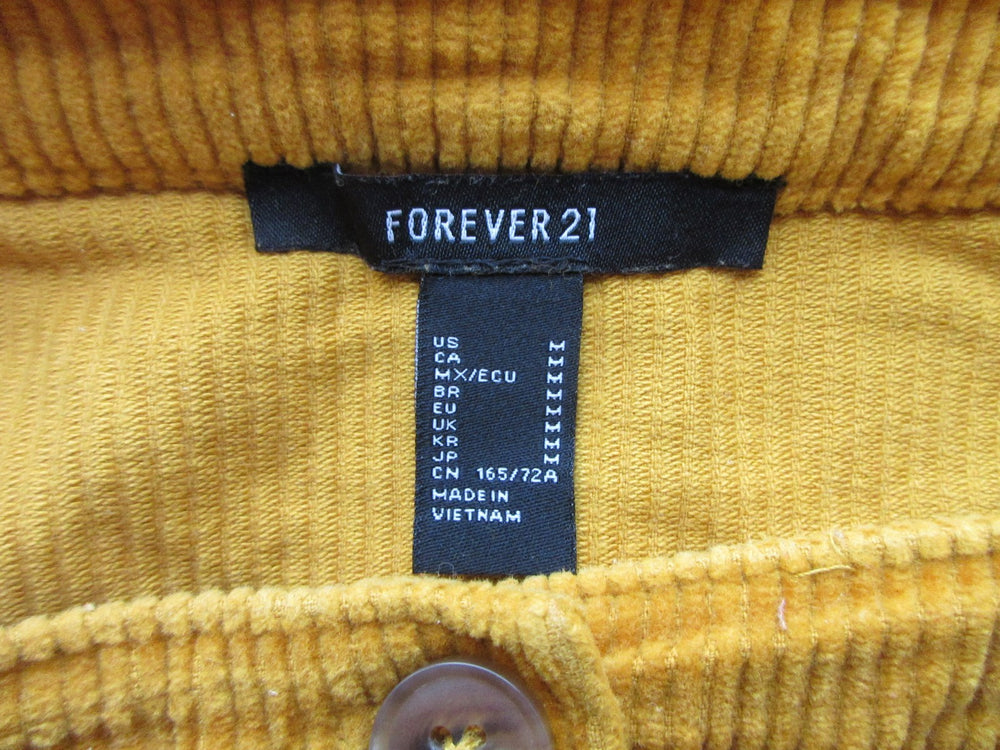 FOREVER 21
US M
CA M
MX/ECU M
BR M
EU M
UK M
KR M
JP M
CN 165/72A
MADE IN
VIETNAM